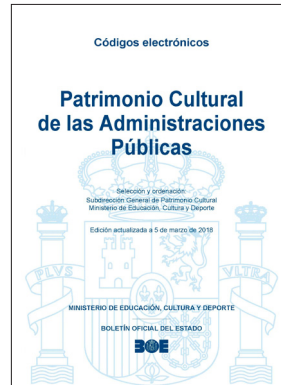 Códigos electrónicos
Patrimonio Cultural
de las Administraciones
Públicas
Selección y ordenación:
Subdirección General de Patrimonio Cultural
Ministerio de Educación, Cultura y Deporte
Edición actualizada a 5 de marzo de 2018
PLVS VLTRA
MINISTERIO DE EDUCACIÓN, CULTURA Y DEPORTE
BOLETÍN OFICIAL DEL ESTADO
BOE